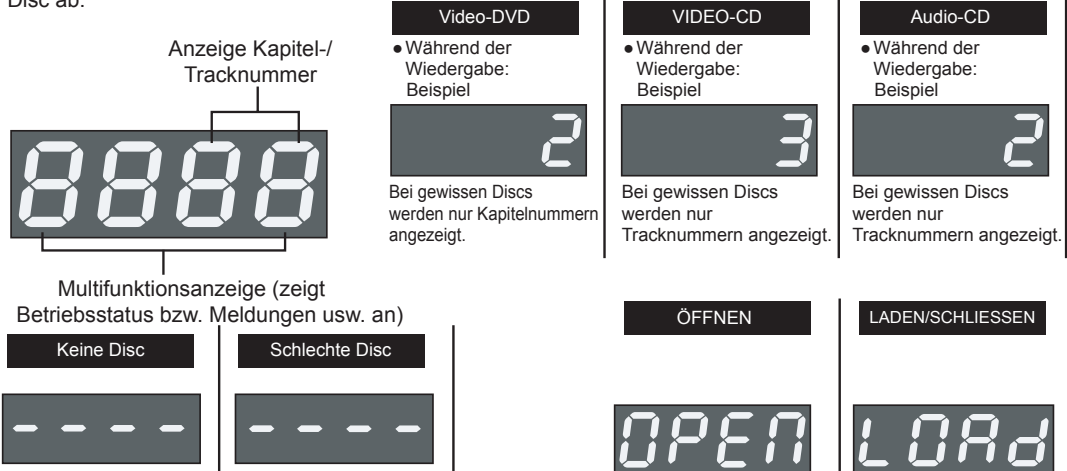 Disc ab.
Anzeige Kapitel-/
Tracknummer
8888
Multifunktionsanzeige (zeigt
Betriebsstatus bzw. Meldungen usw. an)
Video-DVD
● Während der
Wiedergabe:
Beispiel
2
Bei gewissen Discs
werden nur Kapitelnummern
angezeigt.
VIDEO-CD
● Während der
Wiedergabe:
Beispiel
3
Bei gewissen Discs
werden nur
Tracknummern angezeigt.
Audio-CD
● Während der
Wiedergabe:
Beispiel
2
Bei gewissen Discs
werden nur
Tracknummern angezeigt.
Keine Disc
- - - -
Schlechte Disc
- - - -
ÖFFNEN
OPEN
LADEN/SCHLIESSEN
LOAd